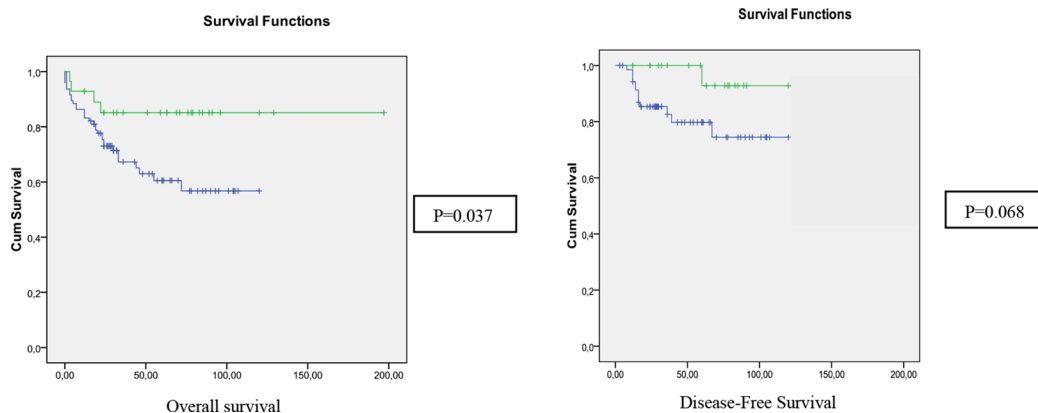 Survival Functions
Cum Survival
1,0
0,8
0,6
0,4
0,2
0,0
0,00
50,00
100,00
150,00
200,00
Overall survival
P=0.037
Survival Functions
Cum Survival
1,0
0,8
0,6
0,4
0,2
0,0
0,00
50,00
100,00
150,00
200,00
Disease-Free Survival
P=0.068